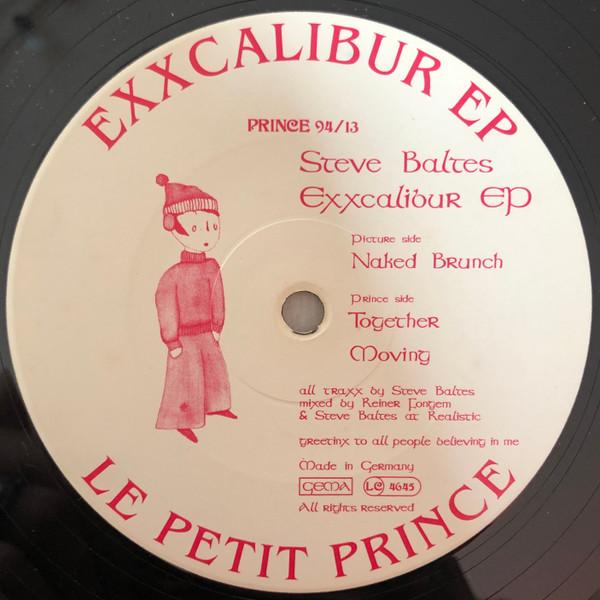 EXXCALIBUR EP
PRINCE 94/13
Steve Baltes
Exxcalibur EP
Picture side
Naked Brunch
Prince side
Together
Moving
all traxx by Steve Baltes
mixed by Reiner Fongem
& Steve Baltes at Realistic
greetinx to all people believing in me
Made in Germany
GEMA LC 4645
All rights reserved
LE PETIT PRINCE